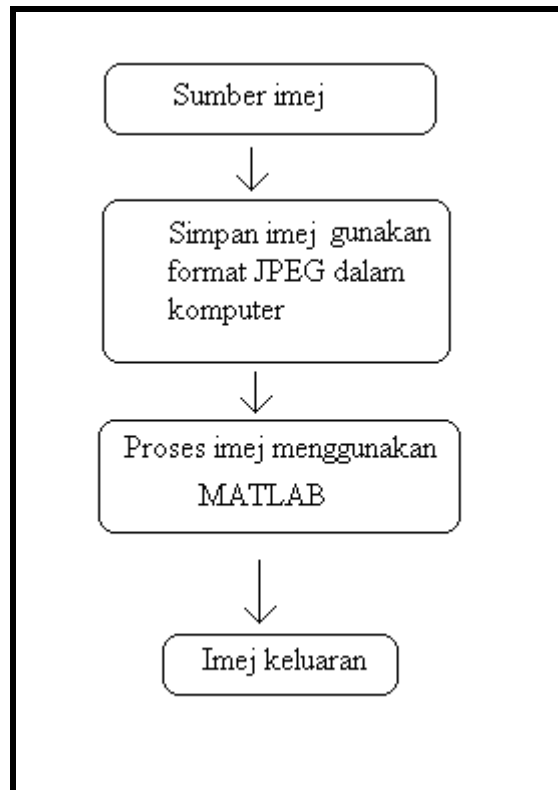 Sumber imej
Simpan imej gunakan
format JPEG dalam
komputer
Proses imej menggunakan
MATLAB
Imej keluaran